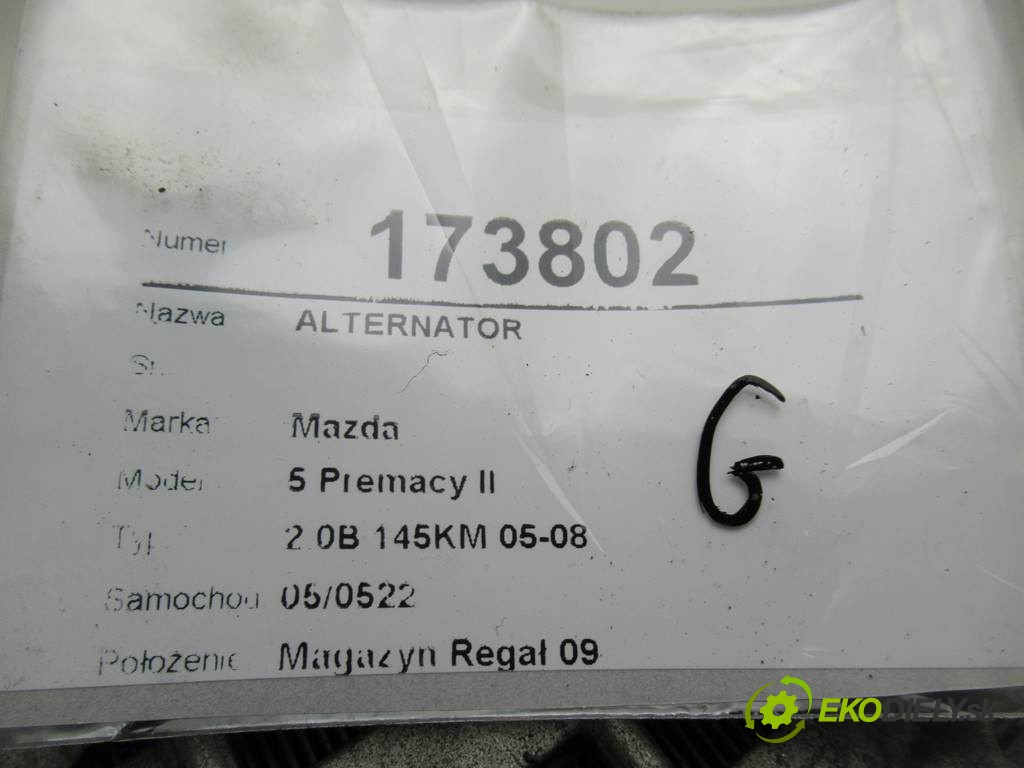 Numer 173802
Nazwa ALTERNATOR
Marka Mazda
Model 5 Premacy II
Typ 2.0B 145KM 05-08
Samochod 05/0522
Położenie Magazyn Regał 09
G
EKODIELY.sk